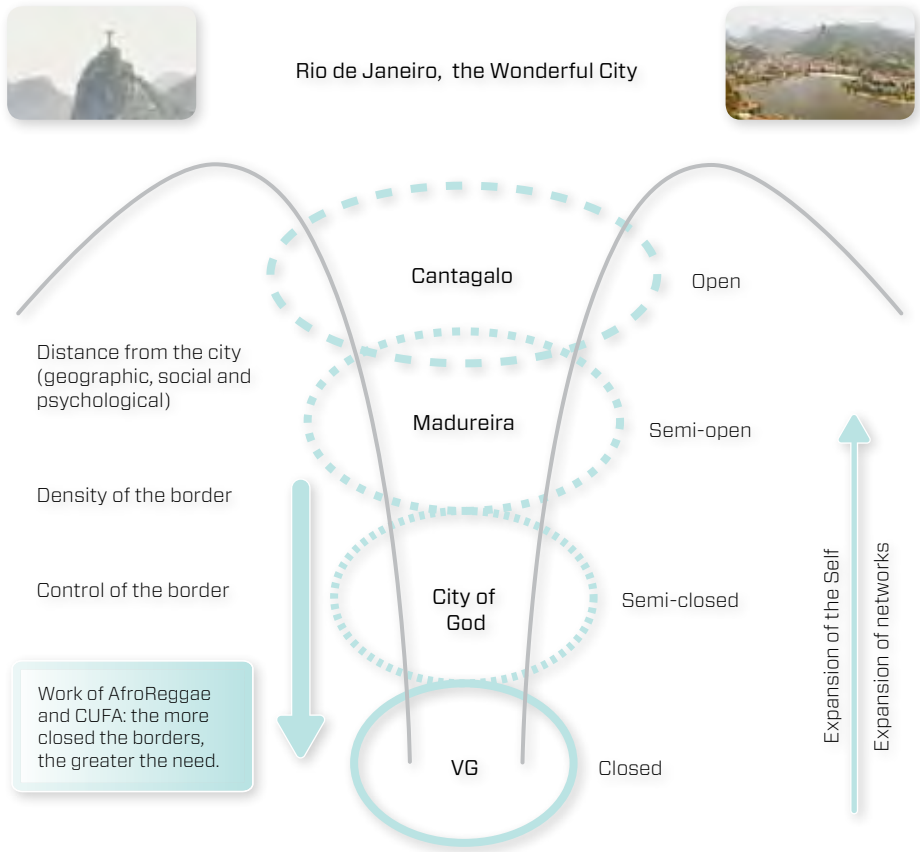 Rio de Janeiro, the Wonderful City
Cantagalo
Open
Distance from the city
(geographic, social and
psychological)
Madureira
Semi-open
Density of the border
Control of the border
City of
God
Semi-closed
Expansion of the Self
Expansion of networks
Work of AfroReggae
and CUFA: the more
closed the borders,
the greater the need.
VG
Closed